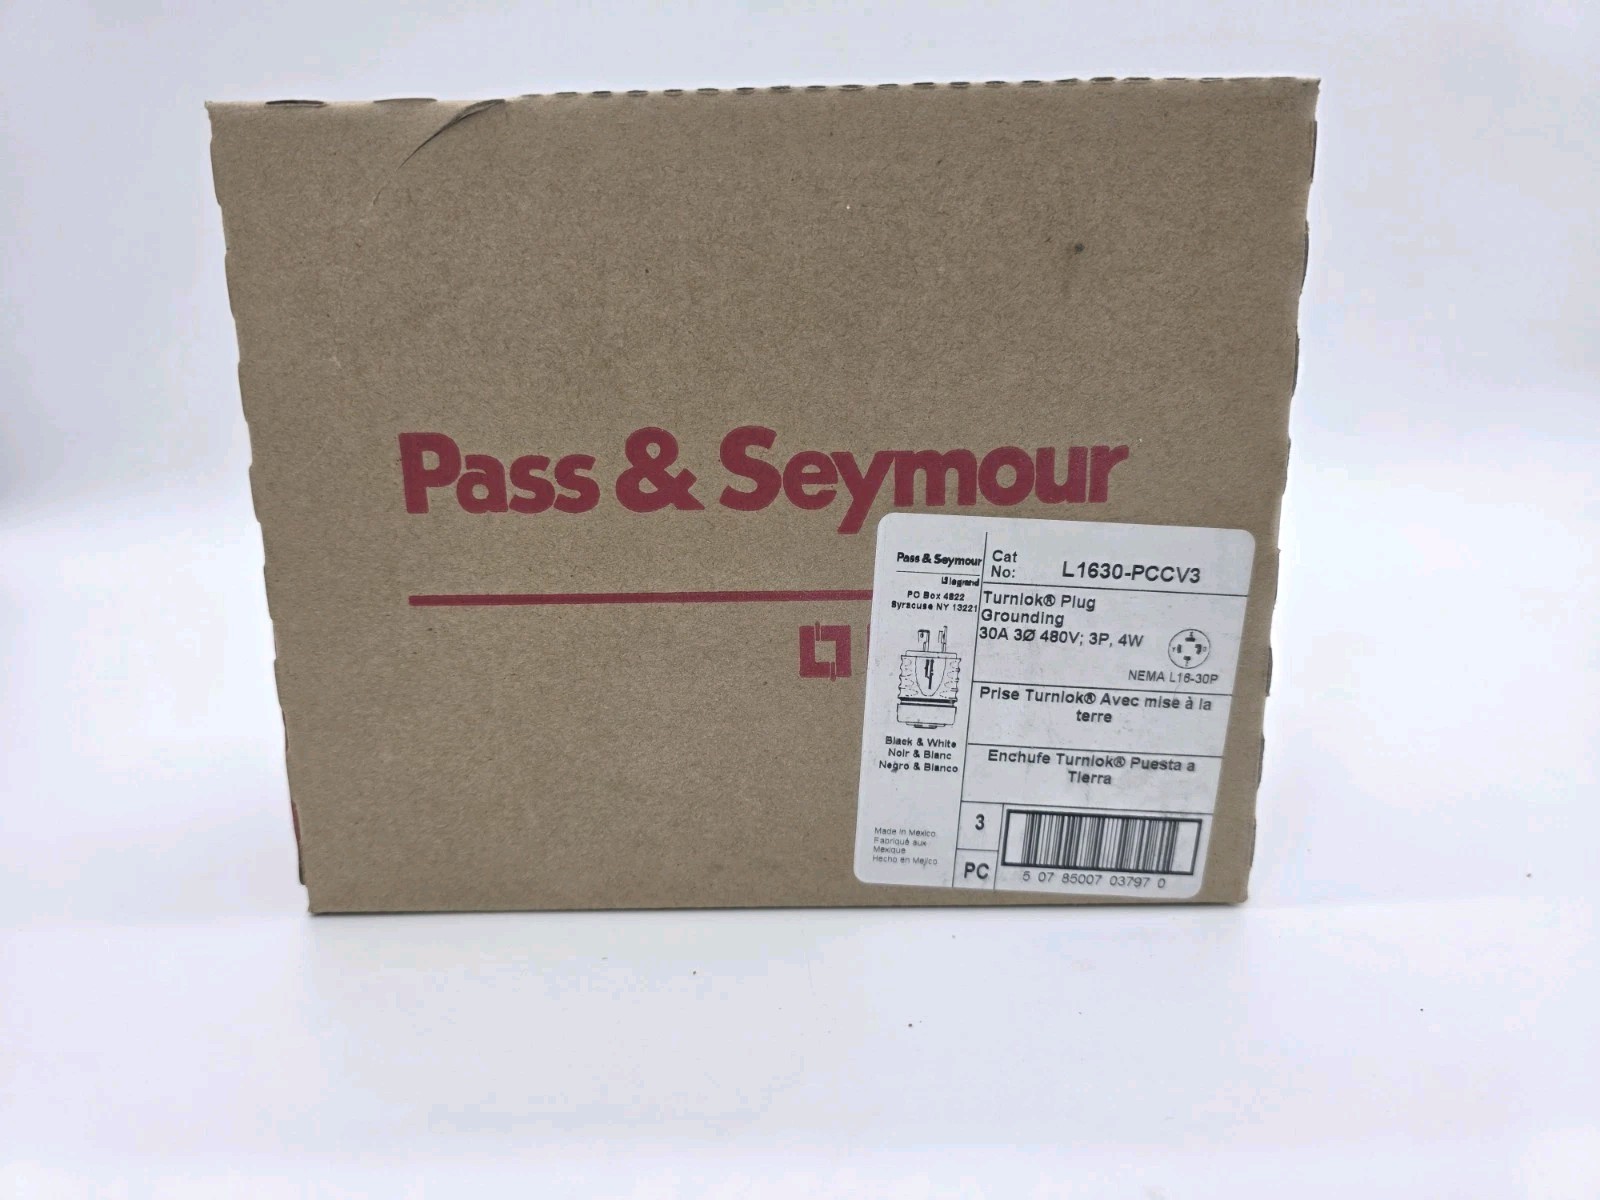 Pass & Seymour
Pass & Seymour
legrand
PO Box 4822
Syracuse NY 13221
Cat
No:
L1630-PCCV3
Turnlok® Plug
Grounding
30A 3Ø 480V; 3P, 4W
NEMA L16-30P
Prise Turnlok® Avec mise à la
terre
Enchufe Turnlok® Puesta a
Tierra
Black & White
Noir & Blanc
Negro & Blanco
Made in Mexico.
Fabriqué aux
Mexique
Hecho en Mejico
3
PC
5 07 85007 03797 0